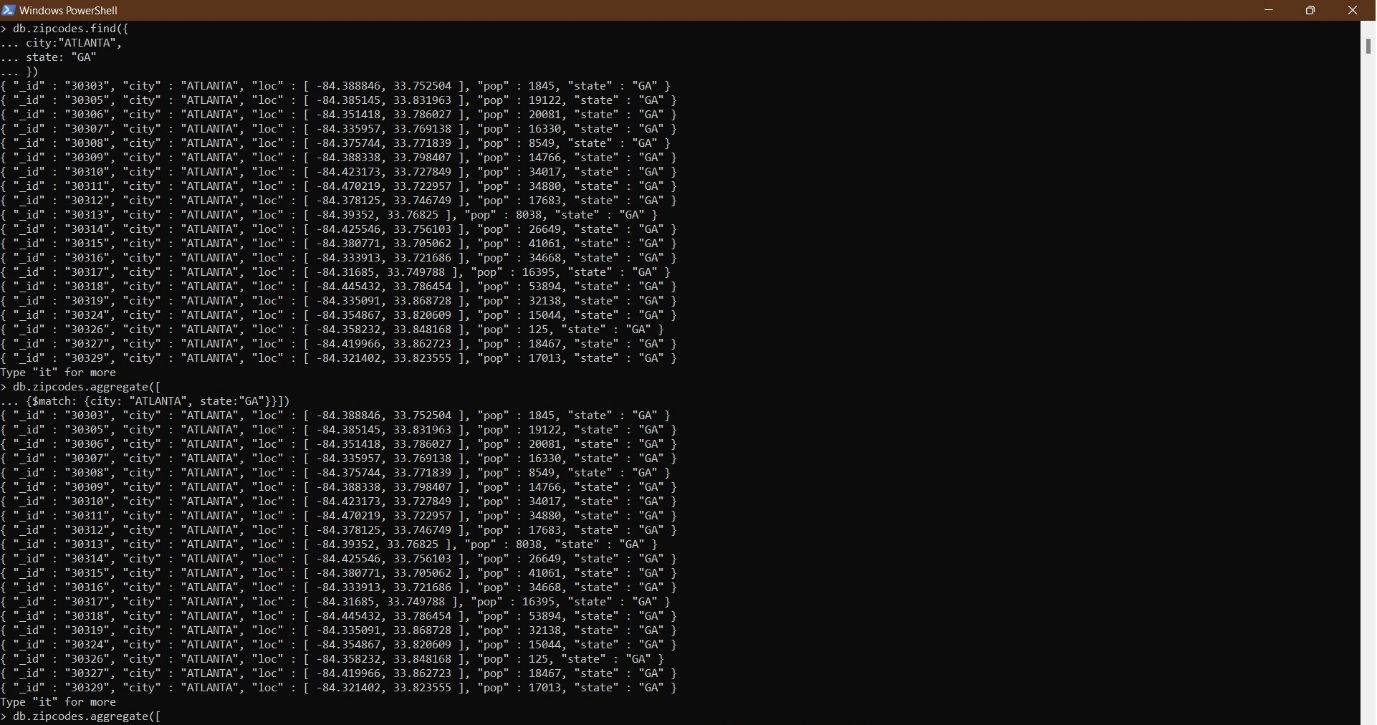 Windows PowerShell
> db.zipcodes.find({
... city:"ATLANTA",
... state: "GA"
... })
{ "_id" : "30303", "city" : "ATLANTA", "loc" : [ -84.388846, 33.752504 ], "pop" : 1845, "state" : "GA" }
{ "_id" : "30305", "city" : "ATLANTA", "loc" : [ -84.385145, 33.831963 ], "pop" : 19122, "state" : "GA" }
{ "_id" : "30306", "city" : "ATLANTA", "loc" : [ -84.351418, 33.786027 ], "pop" : 20081, "state" : "GA" }
{ "_id" : "30307", "city" : "ATLANTA", "loc" : [ -84.335957, 33.769138 ], "pop" : 16330, "state" : "GA" }
{ "_id" : "30308", "city" : "ATLANTA", "loc" : [ -84.375744, 33.771839 ], "pop" : 8549, "state" : "GA" }
{ "_id" : "30309", "city" : "ATLANTA", "loc" : [ -84.388338, 33.798407 ], "pop" : 14766, "state" : "GA" }
{ "_id" : "30310", "city" : "ATLANTA", "loc" : [ -84.423173, 33.727849 ], "pop" : 34017, "state" : "GA" }
{ "_id" : "30311", "city" : "ATLANTA", "loc" : [ -84.470219, 33.722957 ], "pop" : 34880, "state" : "GA" }
{ "_id" : "30312", "city" : "ATLANTA", "loc" : [ -84.378125, 33.746749 ], "pop" : 17683, "state" : "GA" }
{ "_id" : "30313", "city" : "ATLANTA", "loc" : [ -84.39352, 33.76825 ], "pop" : 8038, "state" : "GA" }
{ "_id" : "30314", "city" : "ATLANTA", "loc" : [ -84.425546, 33.756103 ], "pop" : 26649, "state" : "GA" }
{ "_id" : "30315", "city" : "ATLANTA", "loc" : [ -84.380771, 33.705062 ], "pop" : 41061, "state" : "GA" }
{ "_id" : "30316", "city" : "ATLANTA", "loc" : [ -84.333913, 33.721686 ], "pop" : 34668, "state" : "GA" }
{ "_id" : "30317", "city" : "ATLANTA", "loc" : [ -84.31685, 33.749788 ], "pop" : 16395, "state" : "GA" }
{ "_id" : "30318", "city" : "ATLANTA", "loc" : [ -84.445432, 33.786454 ], "pop" : 53894, "state" : "GA" }
{ "_id" : "30319", "city" : "ATLANTA", "loc" : [ -84.335091, 33.868728 ], "pop" : 32138, "state" : "GA" }
{ "_id" : "30324", "city" : "ATLANTA", "loc" : [ -84.354867, 33.820609 ], "pop" : 15044, "state" : "GA" }
{ "_id" : "30326", "city" : "ATLANTA", "loc" : [ -84.358232, 33.848168 ], "pop" : 125, "state" : "GA" }
{ "_id" : "30327", "city" : "ATLANTA", "loc" : [ -84.419966, 33.862723 ], "pop" : 18467, "state" : "GA" }
{ "_id" : "30329", "city" : "ATLANTA", "loc" : [ -84.321402, 33.823555 ], "pop" : 17013, "state" : "GA" }
Type "it" for more
> db.zipcodes.aggregate([
... {$match: {city: "ATLANTA", state:"GA"}}])
{ "_id" : "30303", "city" : "ATLANTA", "loc" : [ -84.388846, 33.752504 ], "pop" : 1845, "state" : "GA" }
{ "_id" : "30305", "city" : "ATLANTA", "loc" : [ -84.385145, 33.831963 ], "pop" : 19122, "state" : "GA" }
{ "_id" : "30306", "city" : "ATLANTA", "loc" : [ -84.351418, 33.786027 ], "pop" : 20081, "state" : "GA" }
{ "_id" : "30307", "city" : "ATLANTA", "loc" : [ -84.335957, 33.769138 ], "pop" : 16330, "state" : "GA" }
{ "_id" : "30308", "city" : "ATLANTA", "loc" : [ -84.375744, 33.771839 ], "pop" : 8549, "state" : "GA" }
{ "_id" : "30309", "city" : "ATLANTA", "loc" : [ -84.388338, 33.798407 ], "pop" : 14766, "state" : "GA" }
{ "_id" : "30310", "city" : "ATLANTA", "loc" : [ -84.423173, 33.727849 ], "pop" : 34017, "state" : "GA" }
{ "_id" : "30311", "city" : "ATLANTA", "loc" : [ -84.470219, 33.722957 ], "pop" : 34880, "state" : "GA" }
{ "_id" : "30312", "city" : "ATLANTA", "loc" : [ -84.378125, 33.746749 ], "pop" : 17683, "state" : "GA" }
{ "_id" : "30313", "city" : "ATLANTA", "loc" : [ -84.39352, 33.76825 ], "pop" : 8038, "state" : "GA" }
{ "_id" : "30314", "city" : "ATLANTA", "loc" : [ -84.425546, 33.756103 ], "pop" : 26649, "state" : "GA" }
{ "_id" : "30315", "city" : "ATLANTA", "loc" : [ -84.380771, 33.705062 ], "pop" : 41061, "state" : "GA" }
{ "_id" : "30316", "city" : "ATLANTA", "loc" : [ -84.333913, 33.721686 ], "pop" : 34668, "state" : "GA" }
{ "_id" : "30317", "city" : "ATLANTA", "loc" : [ -84.31685, 33.749788 ], "pop" : 16395, "state" : "GA" }
{ "_id" : "30318", "city" : "ATLANTA", "loc" : [ -84.445432, 33.786454 ], "pop" : 53894, "state" : "GA" }
{ "_id" : "30319", "city" : "ATLANTA", "loc" : [ -84.335091, 33.868728 ], "pop" : 32138, "state" : "GA" }
{ "_id" : "30324", "city" : "ATLANTA", "loc" : [ -84.354867, 33.820609 ], "pop" : 15044, "state" : "GA" }
{ "_id" : "30326", "city" : "ATLANTA", "loc" : [ -84.358232, 33.848168 ], "pop" : 125, "state" : "GA" }
{ "_id" : "30327", "city" : "ATLANTA", "loc" : [ -84.419966, 33.862723 ], "pop" : 18467, "state" : "GA" }
{ "_id" : "30329", "city" : "ATLANTA", "loc" : [ -84.321402, 33.823555 ], "pop" : 17013, "state" : "GA" }
Type "it" for more
> db.zipcodes.aggregate([